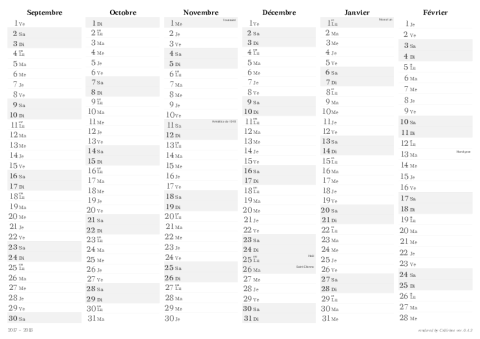 Septembre
1 Ve
2 Sa
3 Di
4 Lu
5 Ma
6 Me
7 Je
8 Ve
9 Sa
10 Di
11 Lu
12 Ma
13 Me
14 Je
15 Ve
16 Sa
17 Di
18 Lu
19 Ma
20 Me
21 Je
22 Ve
23 Sa
24 Di
25 Lu
26 Ma
27 Me
28 Je
29 Ve
30 Sa
Octobre
1 Di
2 Lu
3 Ma
4 Me
5 Je
6 Ve
7 Sa
8 Di
9 Lu
10 Ma
11 Me
12 Je
13 Ve
14 Sa
15 Di
16 Lu
17 Ma
18 Me
19 Je
20 Ve
21 Sa
22 Di
23 Lu
24 Ma
25 Me
26 Je
27 Ve
28 Sa
29 Di
30 Lu
31 Ma
Novembre
1 Me Toussaint
2 Je
3 Ve
4 Sa
5 Di
6 Lu
7 Ma
8 Me
9 Je
10 Ve
11 Sa Armistice de 1918
12 Di
13 Lu
14 Ma
15 Me
16 Je
17 Ve
18 Sa
19 Di
20 Lu
21 Ma
22 Me
23 Je
24 Ve
25 Sa
26 Di
27 Lu
28 Ma
29 Me
30 Je
Décembre
1 Ve
2 Sa
3 Di
4 Lu
5 Ma
6 Me
7 Je
8 Ve
9 Sa
10 Di
11 Lu
12 Ma
13 Me
14 Je
15 Ve
16 Sa
17 Di
18 Lu
19 Ma
20 Me
21 Je
22 Ve
23 Sa
24 Di
25 Lu Noël
26 Ma Saint-Étienne
27 Me
28 Je
29 Ve
30 Sa
31 Di
Janvier
1 Lu Nouvel an
2 Ma
3 Me
4 Je
5 Ve
6 Sa
7 Di
8 Lu
9 Ma
10 Me
11 Je
12 Ve
13 Sa
14 Di
15 Lu
16 Ma
17 Me
18 Je
19 Ve
20 Sa
21 Di
22 Lu
23 Ma
24 Me
25 Je
26 Ve
27 Sa
28 Di
29 Lu
30 Ma
31 Me
Février
1 Je
2 Ve
3 Sa
4 Di
5 Lu
6 Ma
7 Me
8 Je
9 Ve
10 Sa
11 Di
12 Lu
13 Ma Mardi gras
14 Me
15 Je
16 Ve
17 Sa
18 Di
19 Lu
20 Ma
21 Me
22 Je
23 Ve
24 Sa
25 Di
26 Lu
27 Ma
28 Me
2017 – 2018